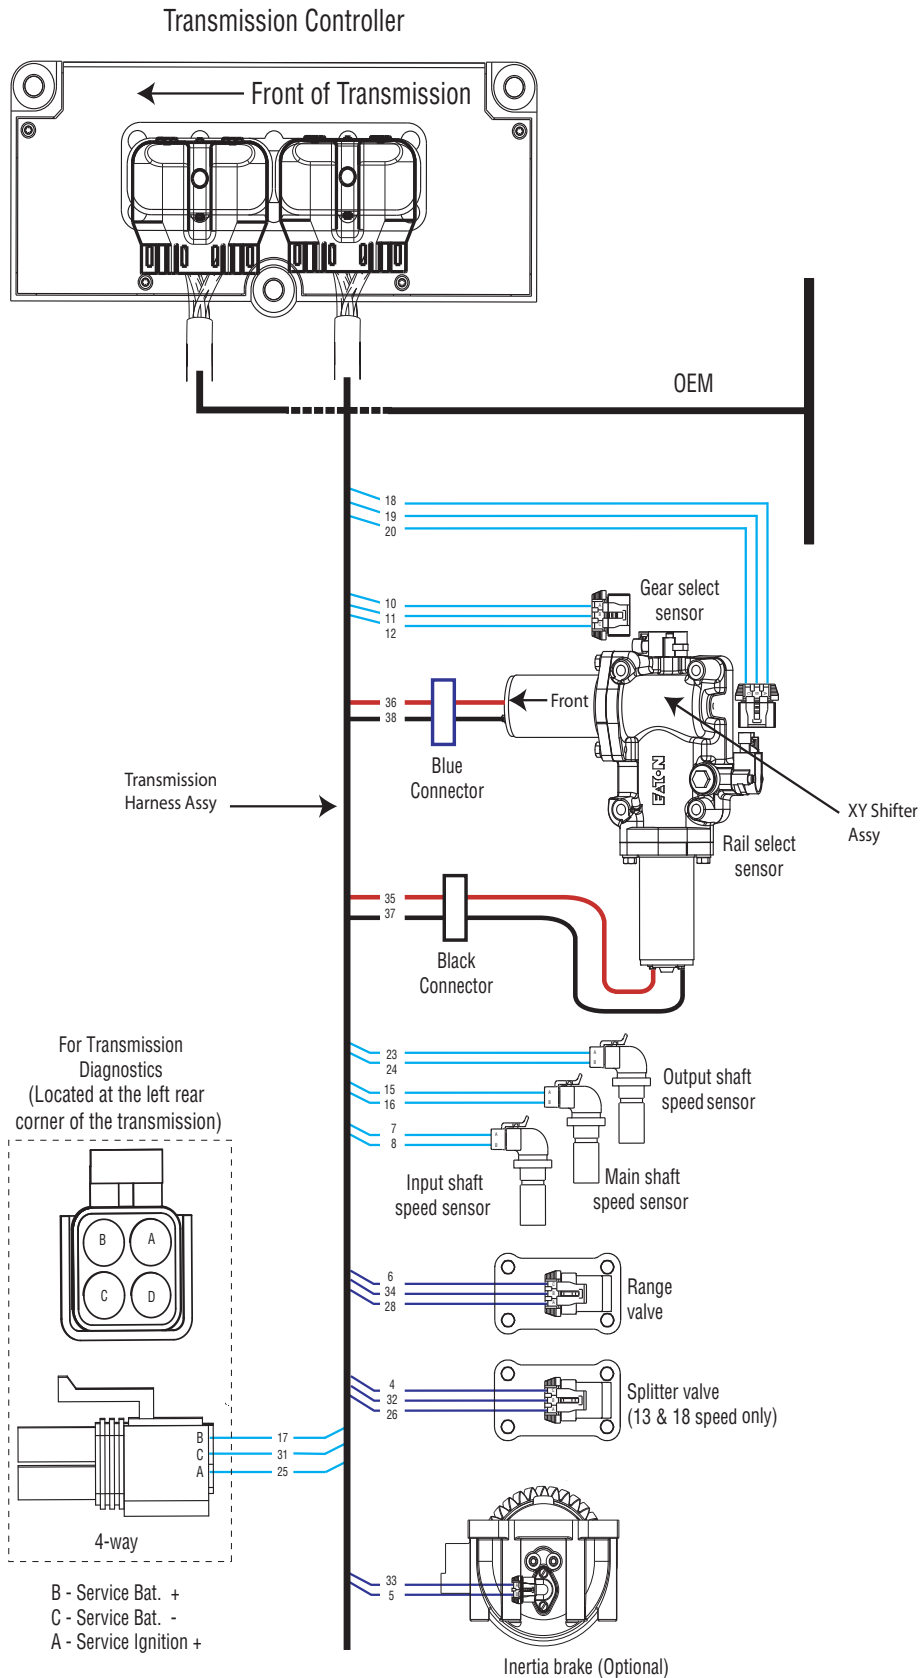 Transmission Controller
Front of Transmission
OEM
18
19
20
10
11
12
Gear select
sensor
36
38
Front
Blue
Connector
EATON
Transmission
Harness Assy
XY Shifter
Assy
Rail select
sensor
35
37
Black
Connector
23
24
A
B
Output shaft
speed sensor
15
16
A
B
Main shaft
speed sensor
7
8
A
B
Input shaft
speed sensor
For Transmission
Diagnostics
(Located at the left rear
corner of the transmission)
B A
C D
6
34
28
Range
valve
4
32
26
Splitter valve
(13 & 18 speed only)
B 17
C 31
A 25
4-way
B - Service Bat. +
C - Service Bat. -
A - Service Ignition +
33
5
Inertia brake (Optional)